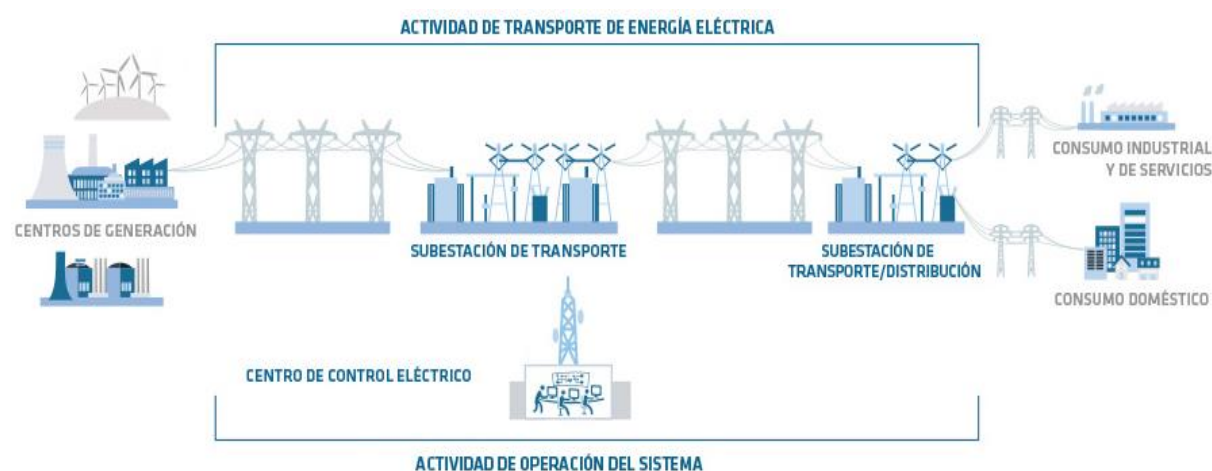 ACTIVIDAD DE TRANSPORTE DE ENERGÍA ELÉCTRICA
CENTROS DE GENERACIÓN
SUBESTACIÓN DE TRANSPORTE
SUBESTACIÓN DE
TRANSPORTE/DISTRIBUCIÓN
CONSUMO INDUSTRIAL
Y DE SERVICIOS
CONSUMO DOMÉSTICO
CENTRO DE CONTROL ELÉCTRICO
ACTIVIDAD DE OPERACIÓN DEL SISTEMA